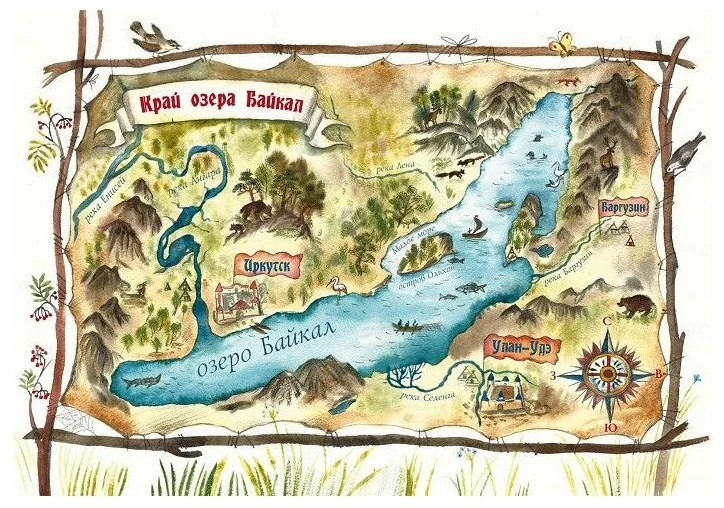 Край озера Байкал
река Енисей
река Ангара
река Лена
Баргузин
Малое море
Иркутск
остров Ольхон
река Баргузин
озеро Байкал
Улан-Удэ
река Селенга
С
З
В
Ю